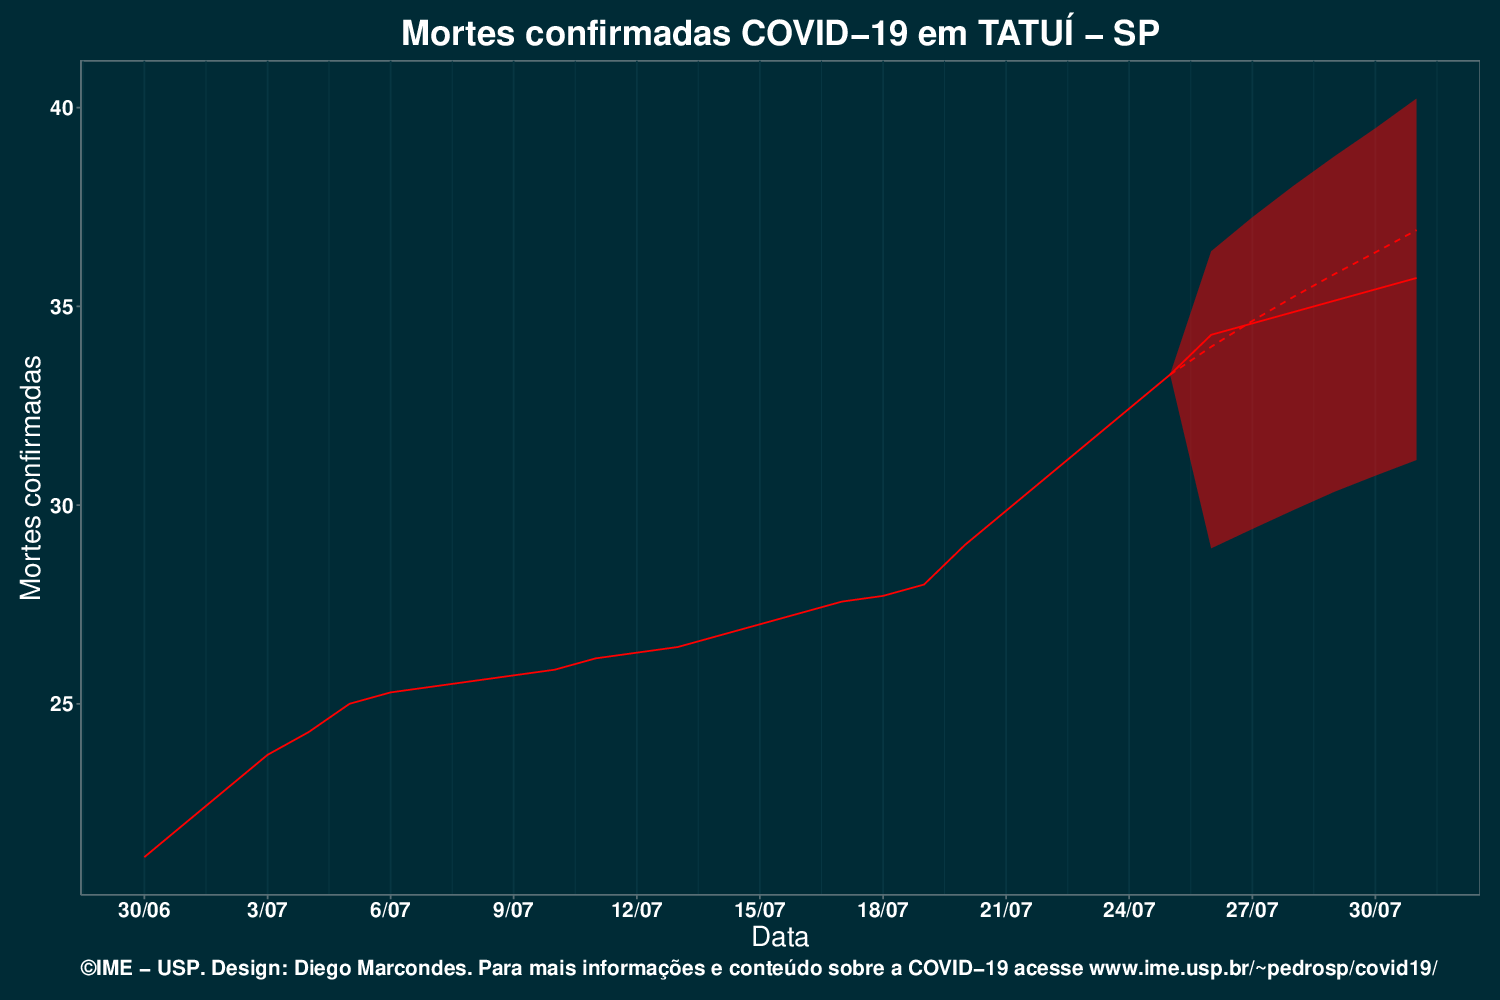 Mortes confirmadas COVID−19 em TATUÍ − SP
Mortes confirmadas
40
35
30
25
30/06 3/07 6/07 9/07 12/07 15/07 18/07 21/07 24/07 27/07 30/07
Data
©IME − USP. Design: Diego Marcondes. Para mais informações e conteúdo sobre a COVID−19 acesse www.ime.usp.br/~pedrosp/covid19/